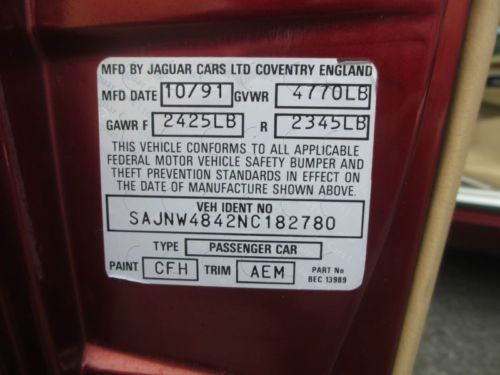 MFD BY JAGUAR CARS LTD COVENTRY ENGLAND
MFD DATE 10/91 GVWR 4770LB
GAWR F 2425LB R 2345LB
THIS VEHICLE CONFORMS TO ALL APPLICABLE
FEDERAL MOTOR VEHICLE SAFETY BUMPER AND
THEFT PREVENTION STANDARDS IN EFFECT ON
THE DATE OF MANUFACTURE SHOWN ABOVE.
VEH IDENT NO
SAJNW4842NC182780
TYPE PASSENGER CAR
PAINT CFH TRIM AEM PART No
BEC 13989